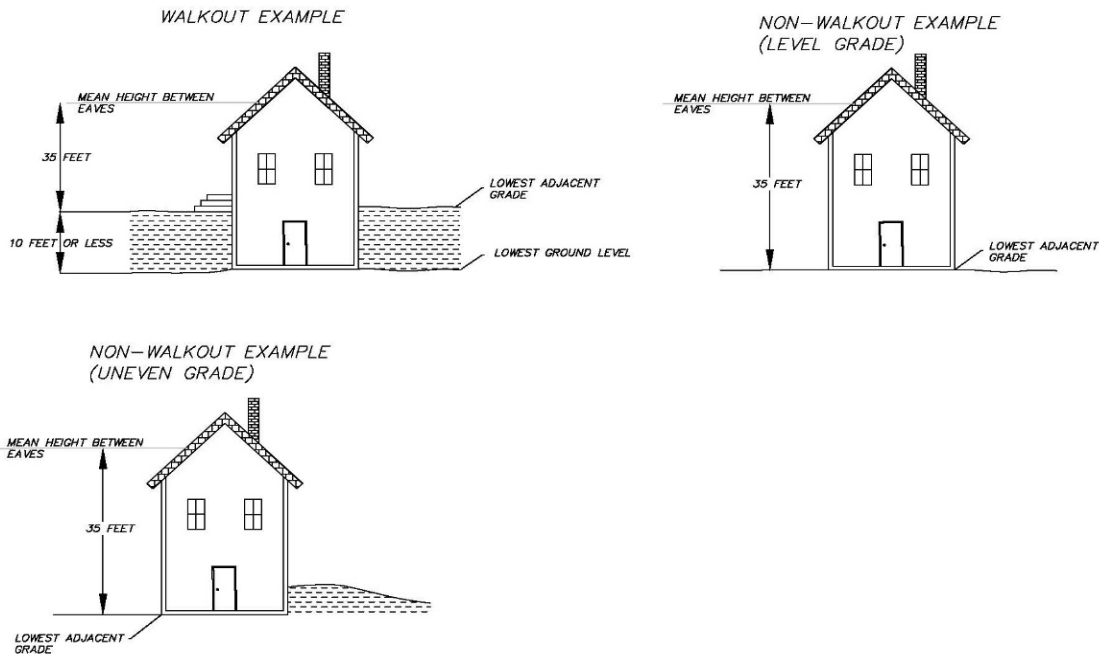 WALKOUT EXAMPLE
MEAN HEIGHT BETWEEN
EAVES
35 FEET
LOWEST ADJACENT
GRADE
10 FEET OR LESS
LOWEST GROUND LEVEL
NON-WALKOUT EXAMPLE
(LEVEL GRADE)
MEAN HEIGHT BETWEEN
EAVES
35 FEET
LOWEST ADJACENT
GRADE
NON-WALKOUT EXAMPLE
(UNEVEN GRADE)
MEAN HEIGHT BETWEEN
EAVES
35 FEET
LOWEST ADJACENT
GRADE